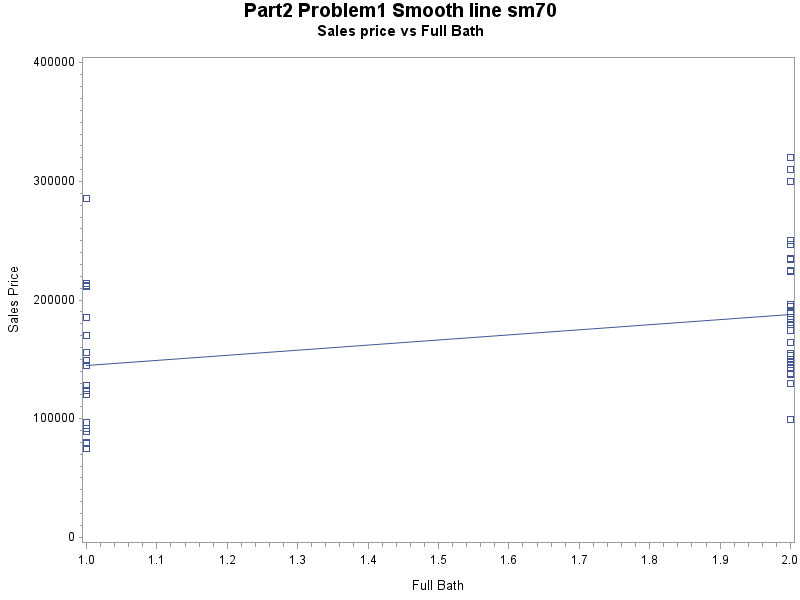 Part2 Problem1 Smooth line sm70
Sales price vs Full Bath
400000
300000
200000
100000
0
Sales Price
1.0 1.1 1.2 1.3 1.4 1.5 1.6 1.7 1.8 1.9 2.0
Full Bath